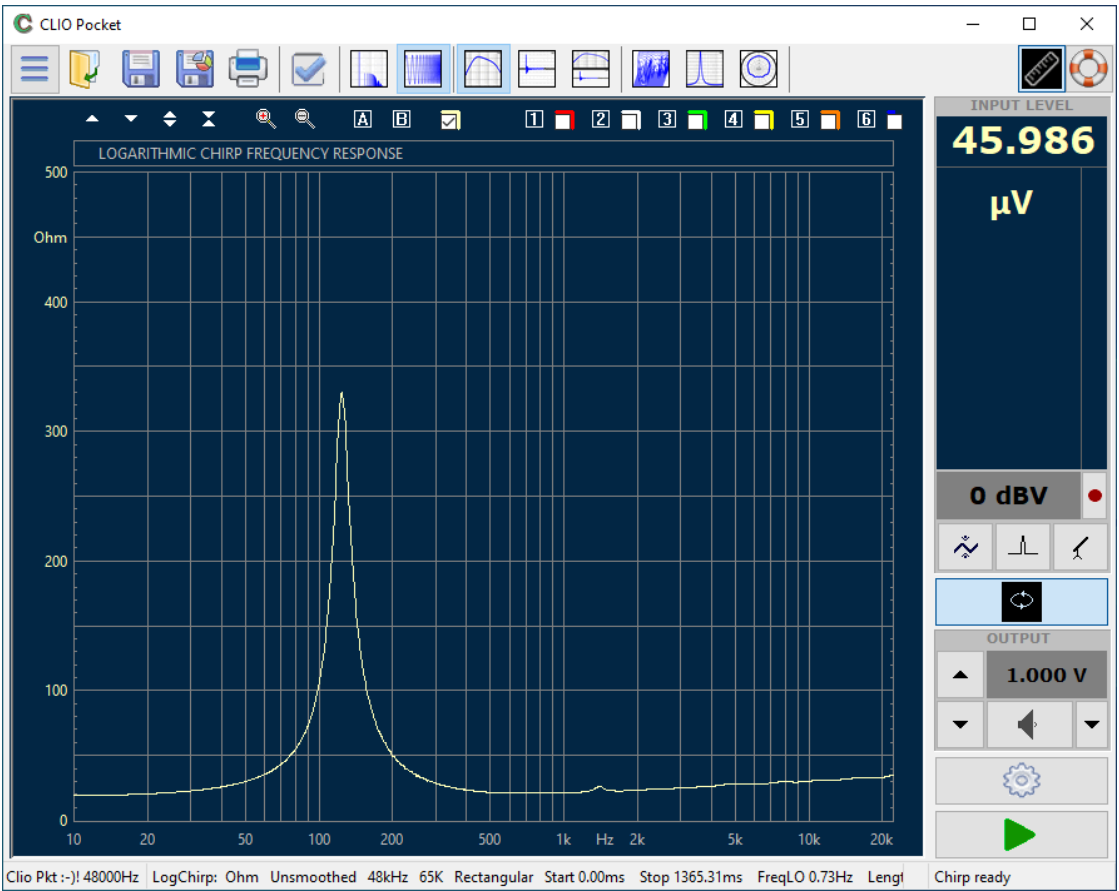 CLIO Pocket
A B 1 2 3 4 5 6
LOGARITHMIC CHIRP FREQUENCY RESPONSE
500
Ohm
400
300
200
100
0
10 20 50 100 200 500 1k Hz 2k 5k 10k 20k
INPUT LEVEL
45.986
µV
0 dBV
OUTPUT
1.000 V
Clio Pkt :-)! 48000Hz LogChirp: Ohm Unsmoothed 48kHz 65K Rectangular Start 0.00ms Stop 1365.31ms FreqLO 0.73Hz Chirp ready